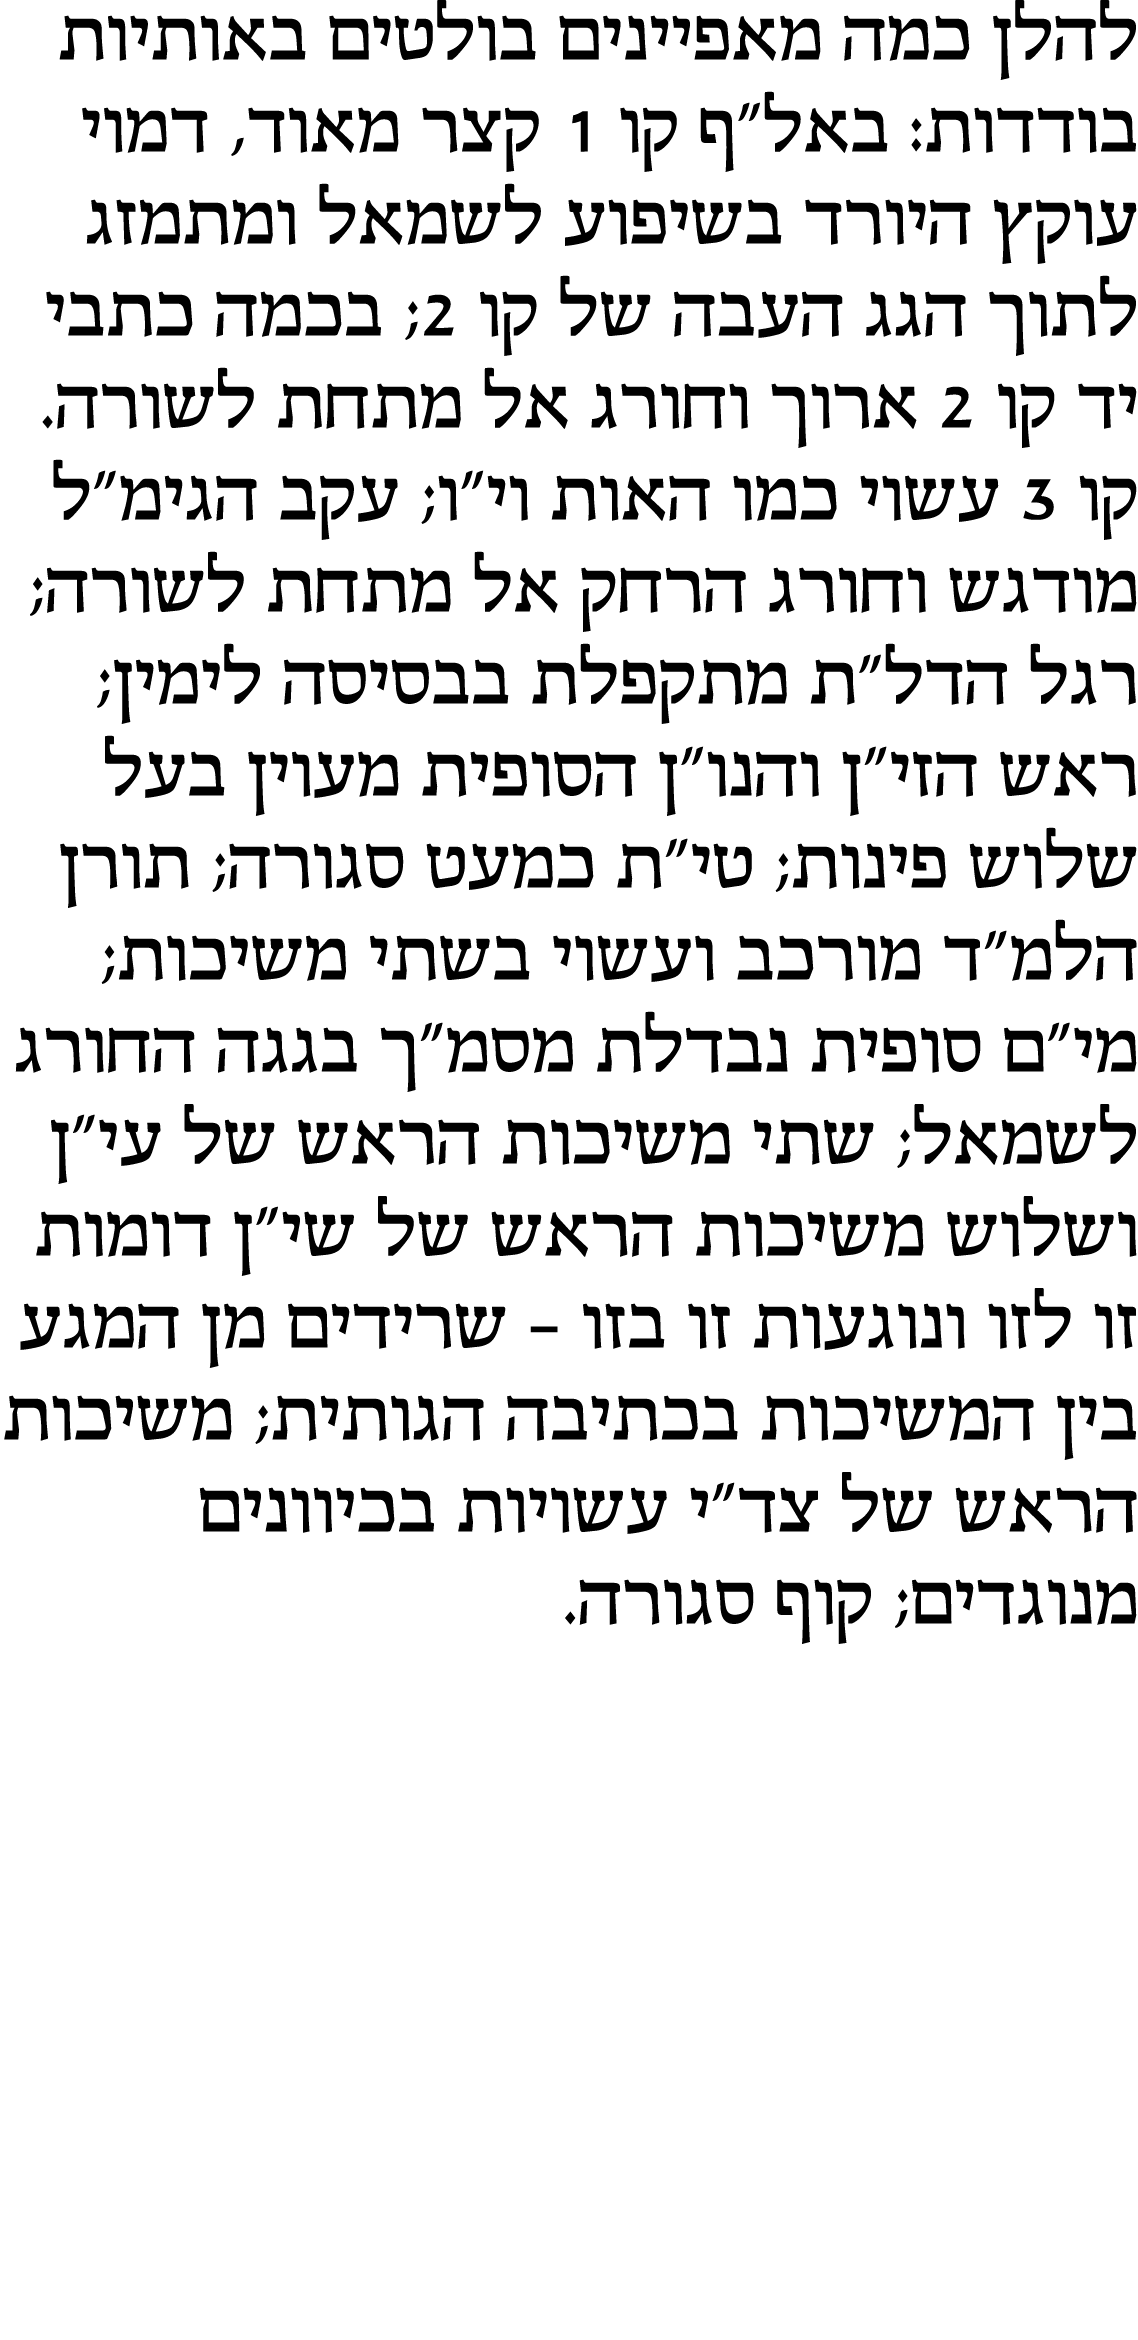 להלן כמה מאפיינים בולטים באותיות
בודדות: באל״ף קו 1 קצר מאוד, דמוי
עוקץ היורד בשיפוע לשמאל ומתמזג
לתוך הגג העבה של קו 2; בכמה כתבי
יד קו 2 ארוך וחורג אל מתחת לשורה.
קו 3 עשוי כמו האות וי״ו; עקב הגימ״ל
מודגש וחורג הרחק אל מתחת לשורה;
רגל הדל״ת מתקפלת בבסיסה לימין;
ראש הזי״ן והנו״ן הסופית מעוין בעל
שלוש פינות; טי״ת כמעט סגורה; תורן
הלמ״ד מורכב ועשוי בשתי משיכות;
מי״ם סופית נבדלת מסמ״ך בגגה החורג
לשמאל; שתי משיכות הראש של עי״ן
ושלוש משיכות הראש של שי״ן דומות
זו לזו ונוגעות זו בזו – שרידים מן המגע
בין המשיכות בכתיבה הגותית; משיכות
הראש של צד״י עשויות בכיוונים
מנוגדים; קוף סגורה.